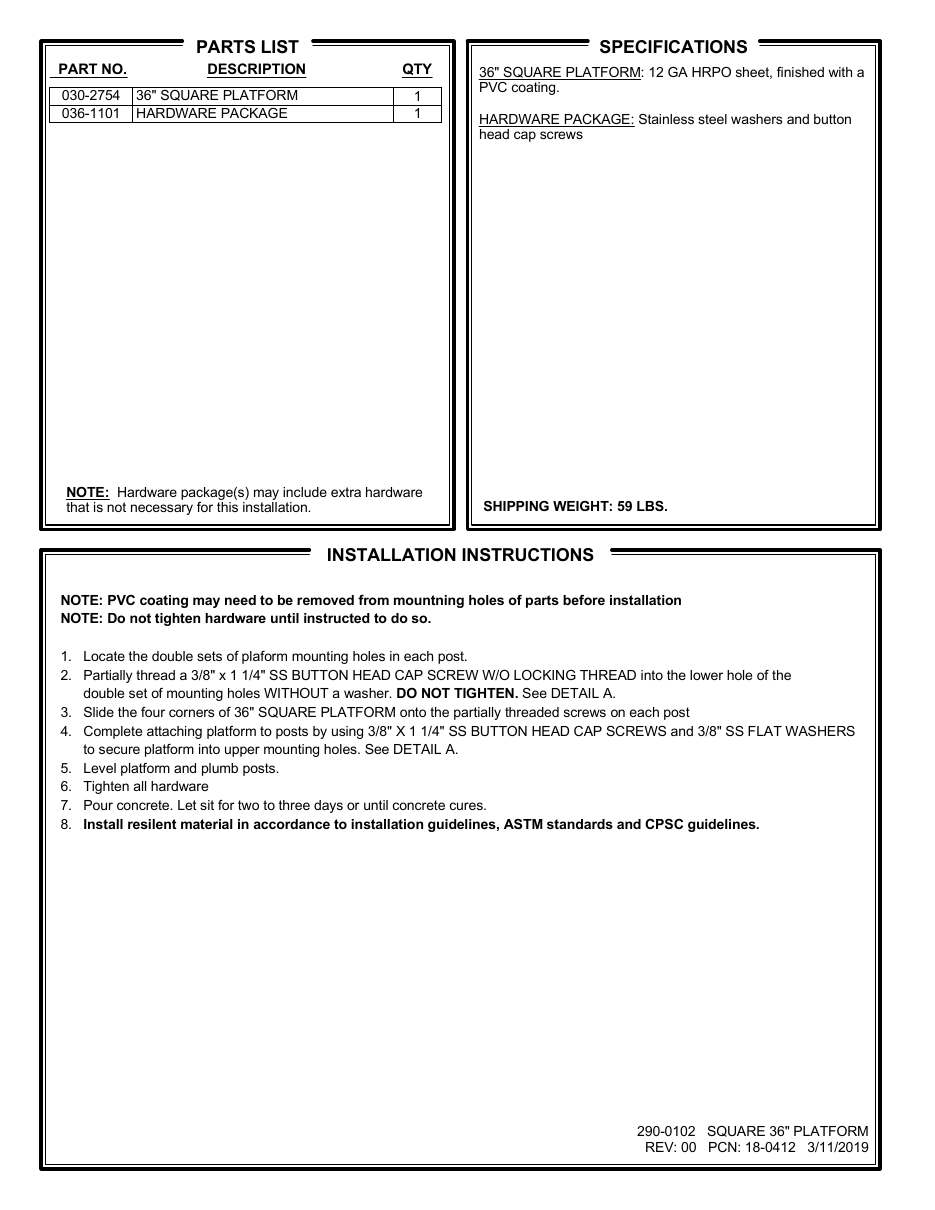 PARTS LIST
PART NO. DESCRIPTION QTY
030-2754 36" SQUARE PLATFORM 1
036-1101 HARDWARE PACKAGE 1
NOTE: Hardware package(s) may include extra hardware
that is not necessary for this installation.
SPECIFICATIONS
36" SQUARE PLATFORM: 12 GA HRPO sheet, finished with a
PVC coating.
HARDWARE PACKAGE: Stainless steel washers and button
head cap screws
SHIPPING WEIGHT: 59 LBS.
INSTALLATION INSTRUCTIONS
NOTE: PVC coating may need to be removed from mountning holes of parts before installation
NOTE: Do not tighten hardware until instructed to do so.
1. Locate the double sets of plaform mounting holes in each post.
2. Partially thread a 3/8" x 1 1/4" SS BUTTON HEAD CAP SCREW W/O LOCKING THREAD into the lower hole of the
double set of mounting holes WITHOUT a washer. DO NOT TIGHTEN. See DETAIL A.
3. Slide the four corners of 36" SQUARE PLATFORM onto the partially threaded screws on each post
4. Complete attaching platform to posts by using 3/8" X 1 1/4" SS BUTTON HEAD CAP SCREWS and 3/8" SS FLAT WASHERS
to secure platform into upper mounting holes. See DETAIL A.
5. Level platform and plumb posts.
6. Tighten all hardware
7. Pour concrete. Let sit for two to three days or until concrete cures.
8. Install resilent material in accordance to installation guidelines, ASTM standards and CPSC guidelines.
290-0102 SQUARE 36" PLATFORM
REV: 00 PCN: 18-0412 3/11/2019